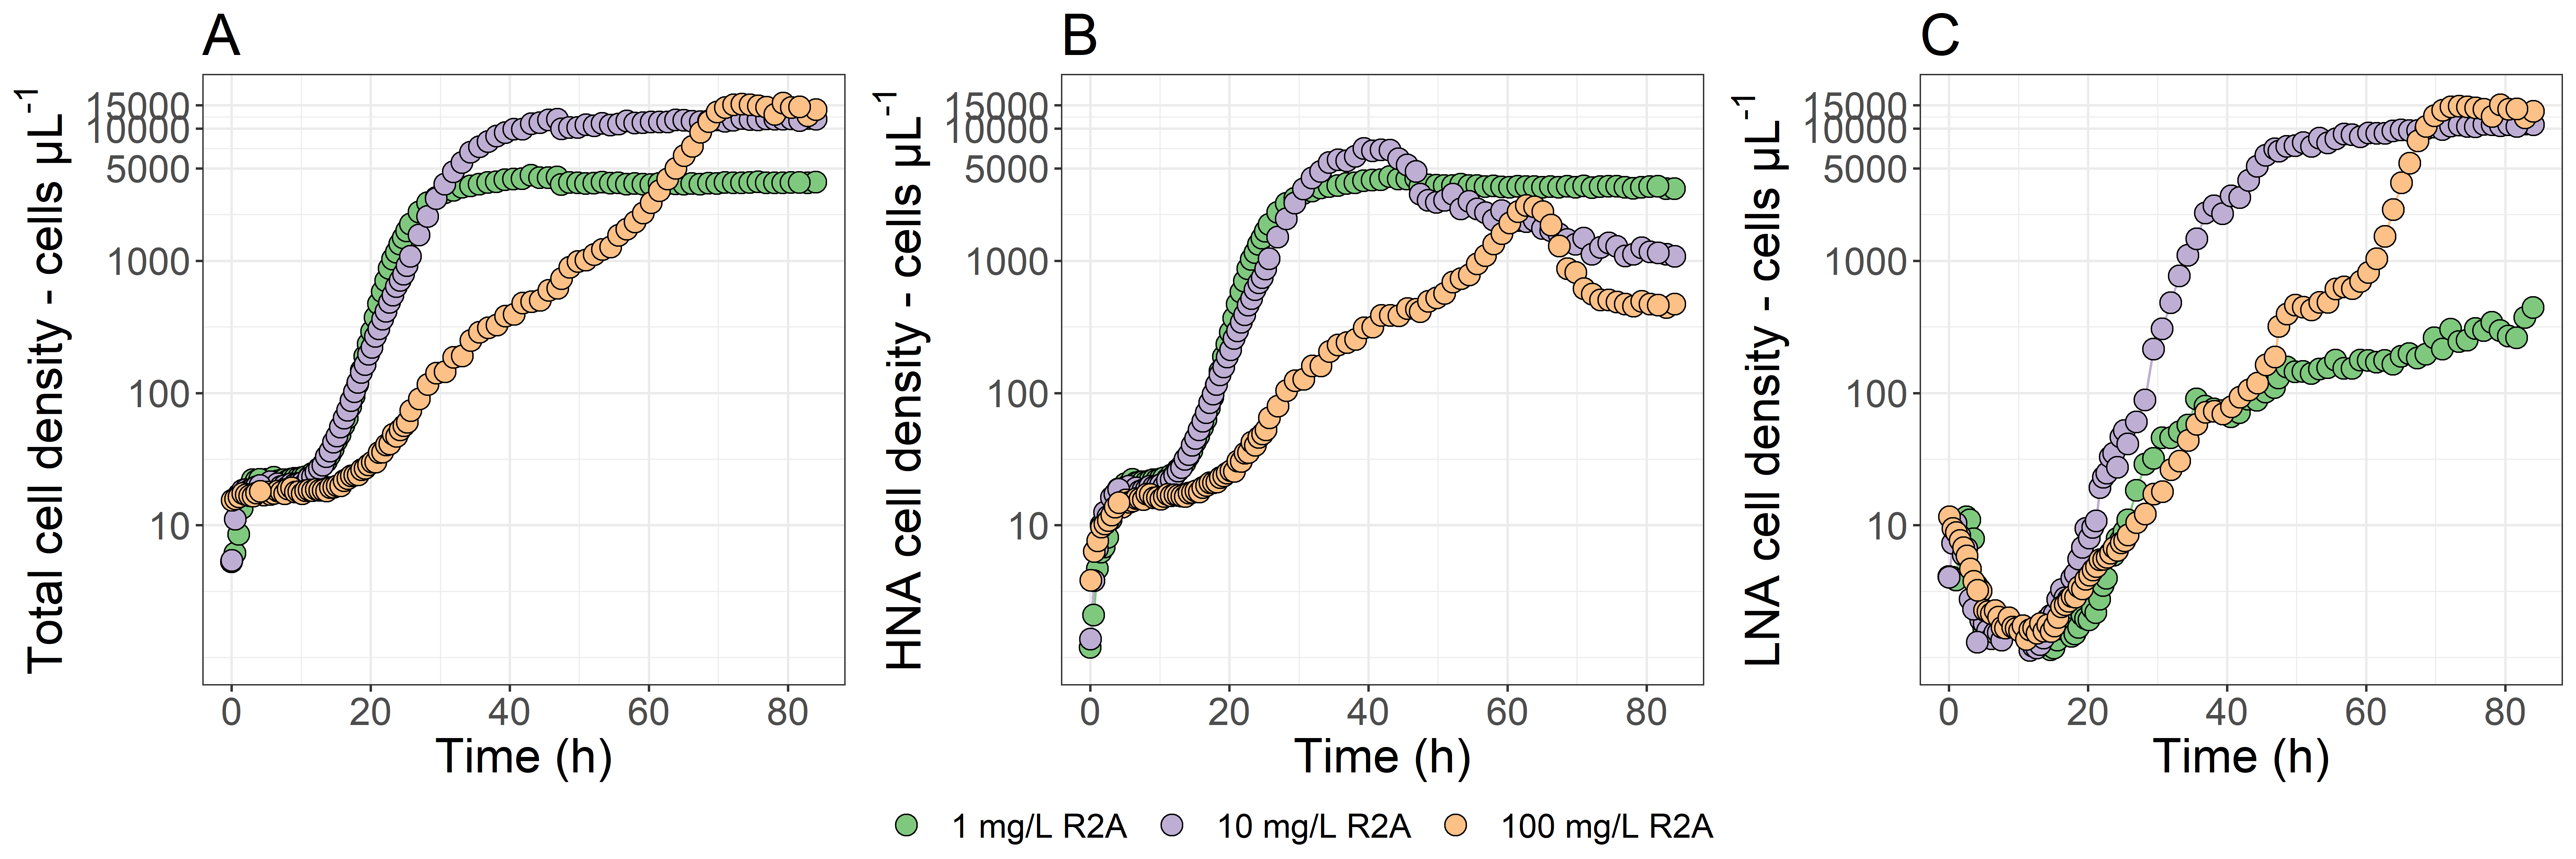 A
B
C
Total cell density - cells µL⁻¹
15000
10000
5000
1000
100
10
0 20 40 60 80
Time (h)
HNA cell density - cells µL⁻¹
15000
10000
5000
1000
100
10
0 20 40 60 80
Time (h)
LNA cell density - cells µL⁻¹
15000
10000
5000
1000
100
10
0 20 40 60 80
Time (h)
1 mg/L R2A 10 mg/L R2A 100 mg/L R2A